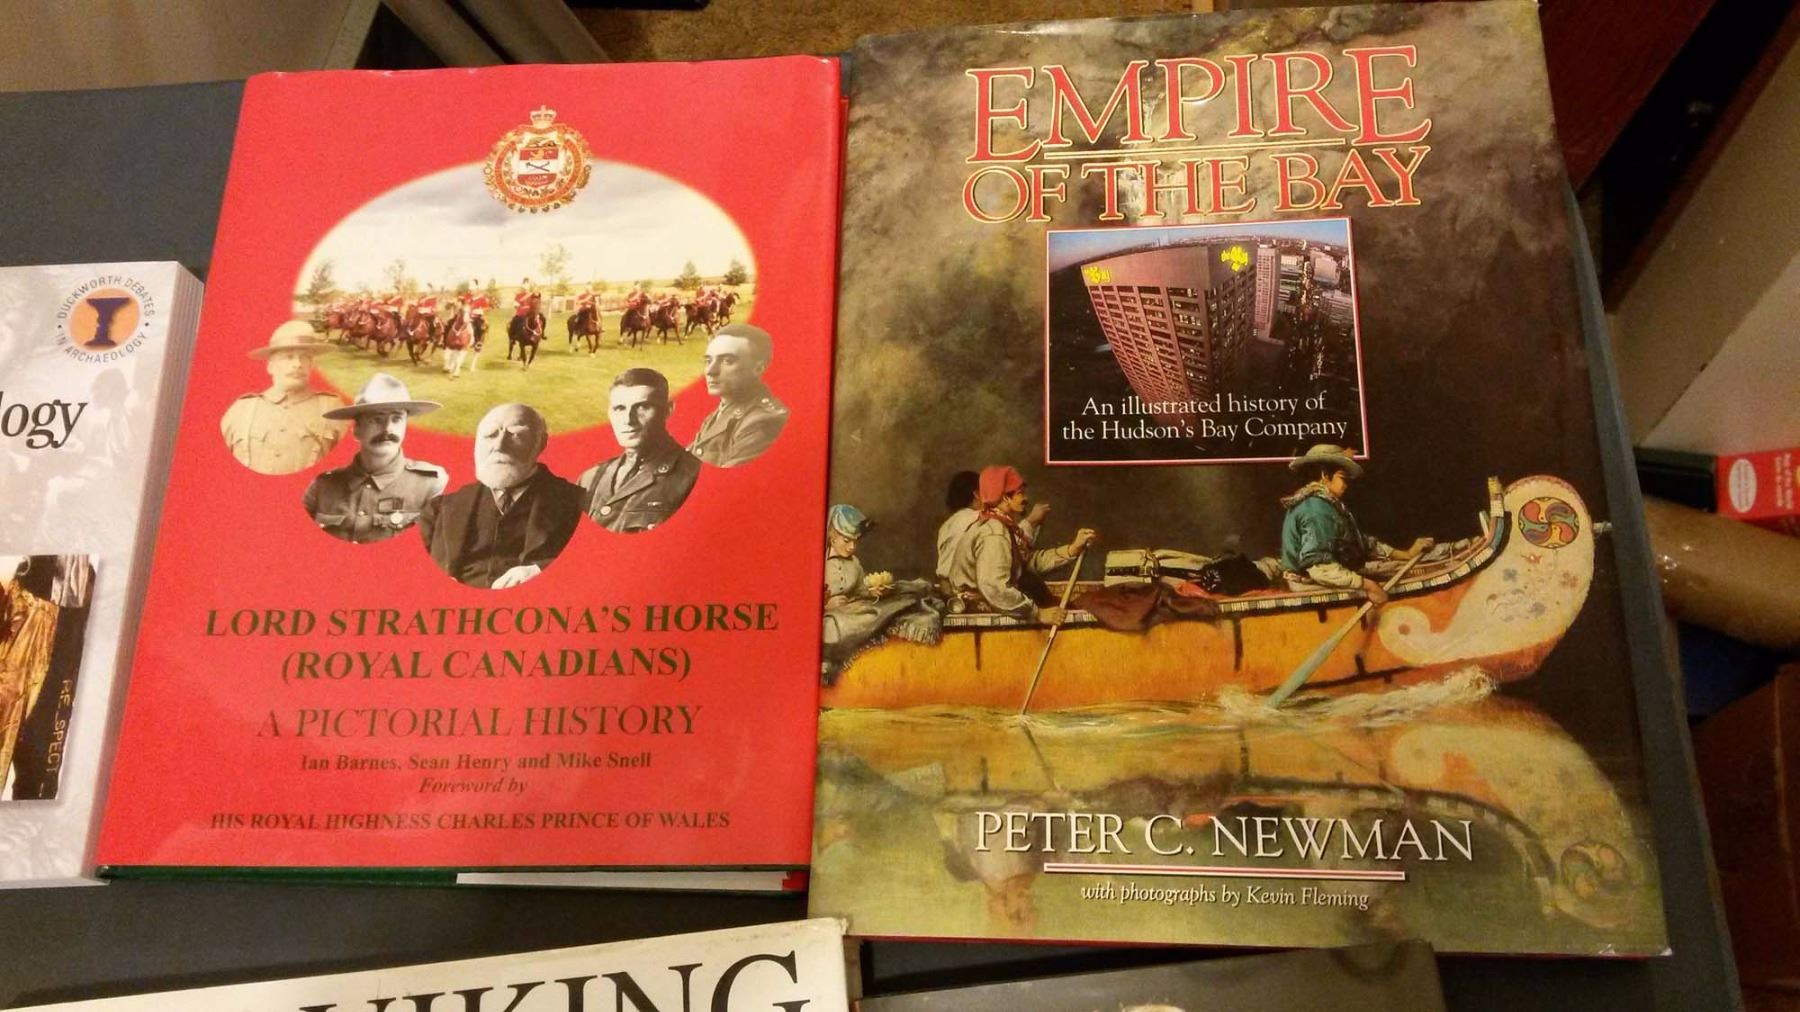 DUCKWORTH DEBATES
IN ARCHAEOLOGY
ogy
LORD STRATHCONA'S HORSE
(ROYAL CANADIANS)
A PICTORIAL HISTORY
Ian Barnes, Sean Henry and Mike Snell
Foreword by
HIS ROYAL HIGHNESS CHARLES PRINCE OF WALES
EMPIRE
OF THE BAY
An illustrated history of
the Hudson's Bay Company
PETER C. NEWMAN
with photographs by Kevin Fleming
VIKING